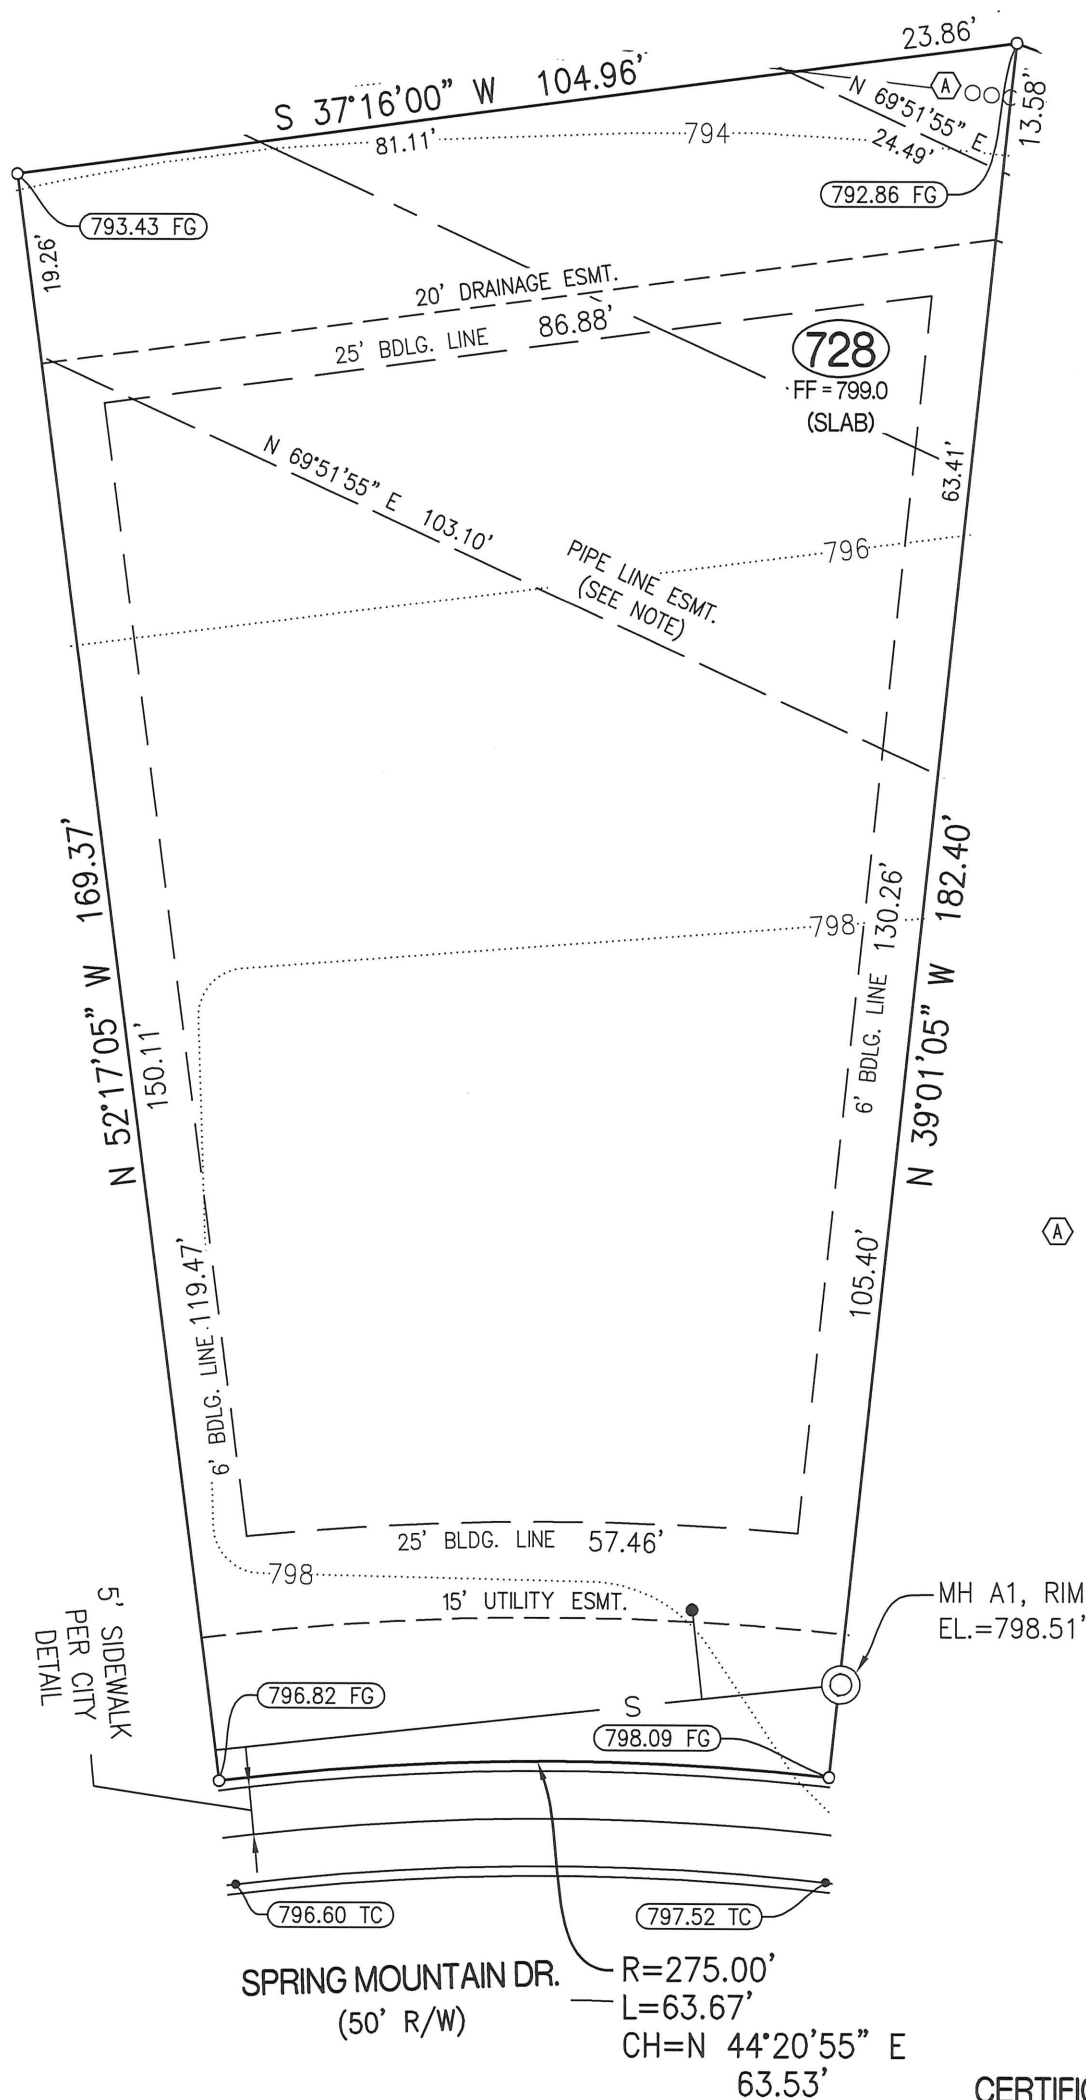 23.86'
S 37°16'00" W 104.96'
A
N 69°51'55" E
24.49'
13.58'
81.11'
794
793.43 FG
792.86 FG
19.26'
20' DRAINAGE ESMT.
25' BDLG. LINE 86.88'
728
FF=799.0
(SLAB)
63.41'
N 69°51'55" E 103.10'
796
PIPE LINE ESMT.
(SEE NOTE)
N 52°17'05" W 169.37'
150.11'
798
6' BDLG. LINE 130.26'
N 39°01'05" W 182.40'
A
105.40'
6' BDLG. LINE 119.47'
25' BLDG. LINE 57.46'
798
15' UTILITY ESMT.
MH A1, RIM
EL.=798.51'
5' SIDEWALK
PER CITY
DETAIL
796.82 FG
S
798.09 FG
796.60 TC
797.52 TC
SPRING MOUNTAIN DR.
(50' R/W)
R=275.00'
L=63.67'
CH=N 44°20'55" E
63.53'